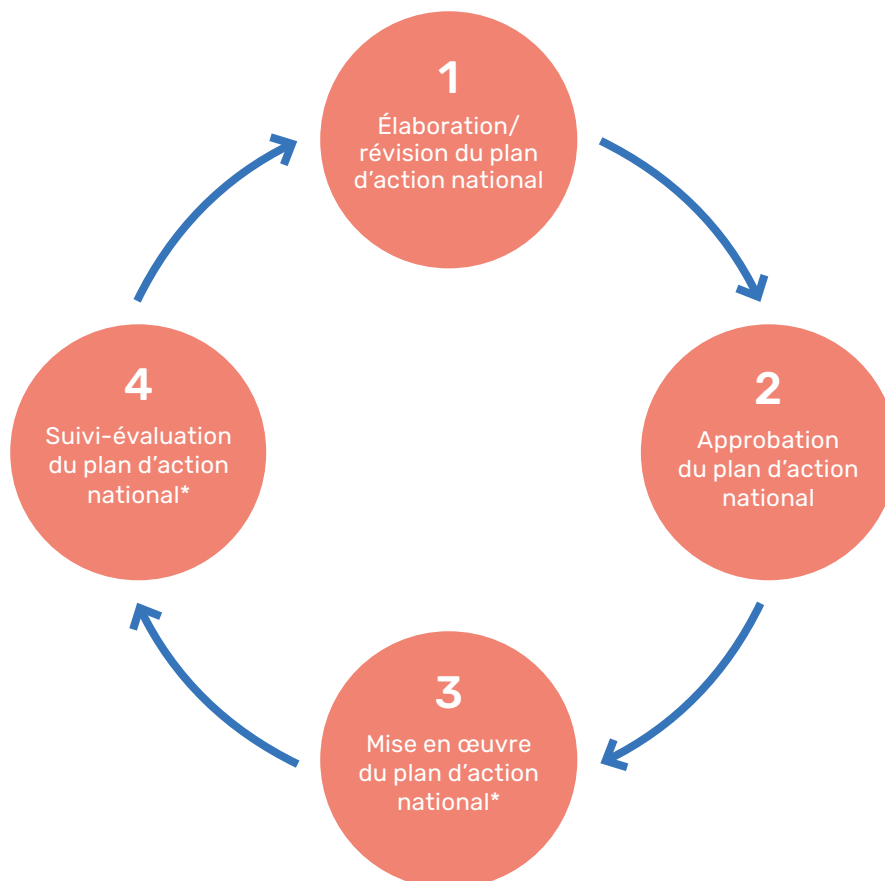 1
Élaboration/
révision du plan
d’action national
2
Approbation
du plan d’action
national
3
Mise en œuvre
du plan d’action
national*
4
Suivi-évaluation
du plan d’action
national*